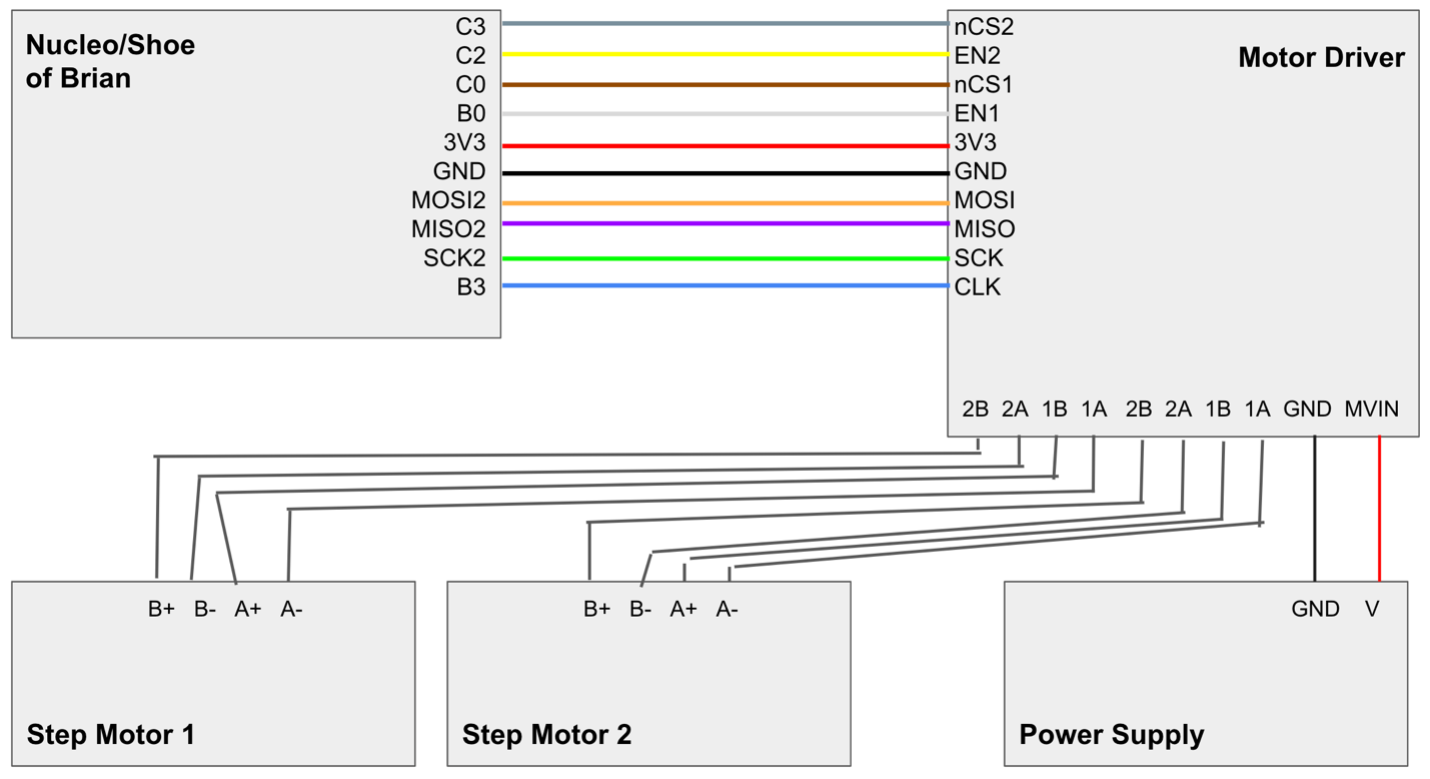 Nucleo/Shoe
of Brian
C3
C2
C0
B0
3V3
GND
MOSI2
MISO2
SCK2
B3
nCS2
EN2
nCS1
EN1
3V3
GND
MOSI
MISO
SCK
CLK
Motor Driver
2B 2A 1B 1A 2B 2A 1B 1A GND MVIN
B+ B- A+ A-
Step Motor 1
B+ B- A+ A-
Step Motor 2
GND V
Power Supply